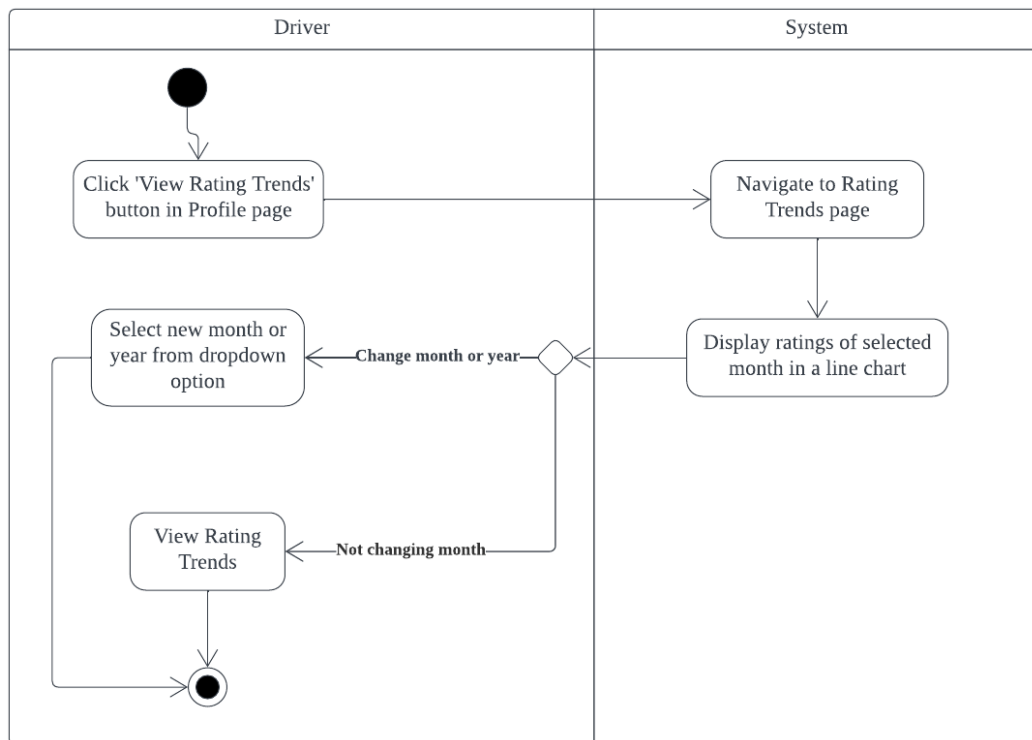 Driver
System
Click 'View Rating Trends'
button in Profile page
Navigate to Rating
Trends page
Select new month or
year from dropdown
option
Change month or year
Display ratings of selected
month in a line chart
View Rating
Trends
Not changing month